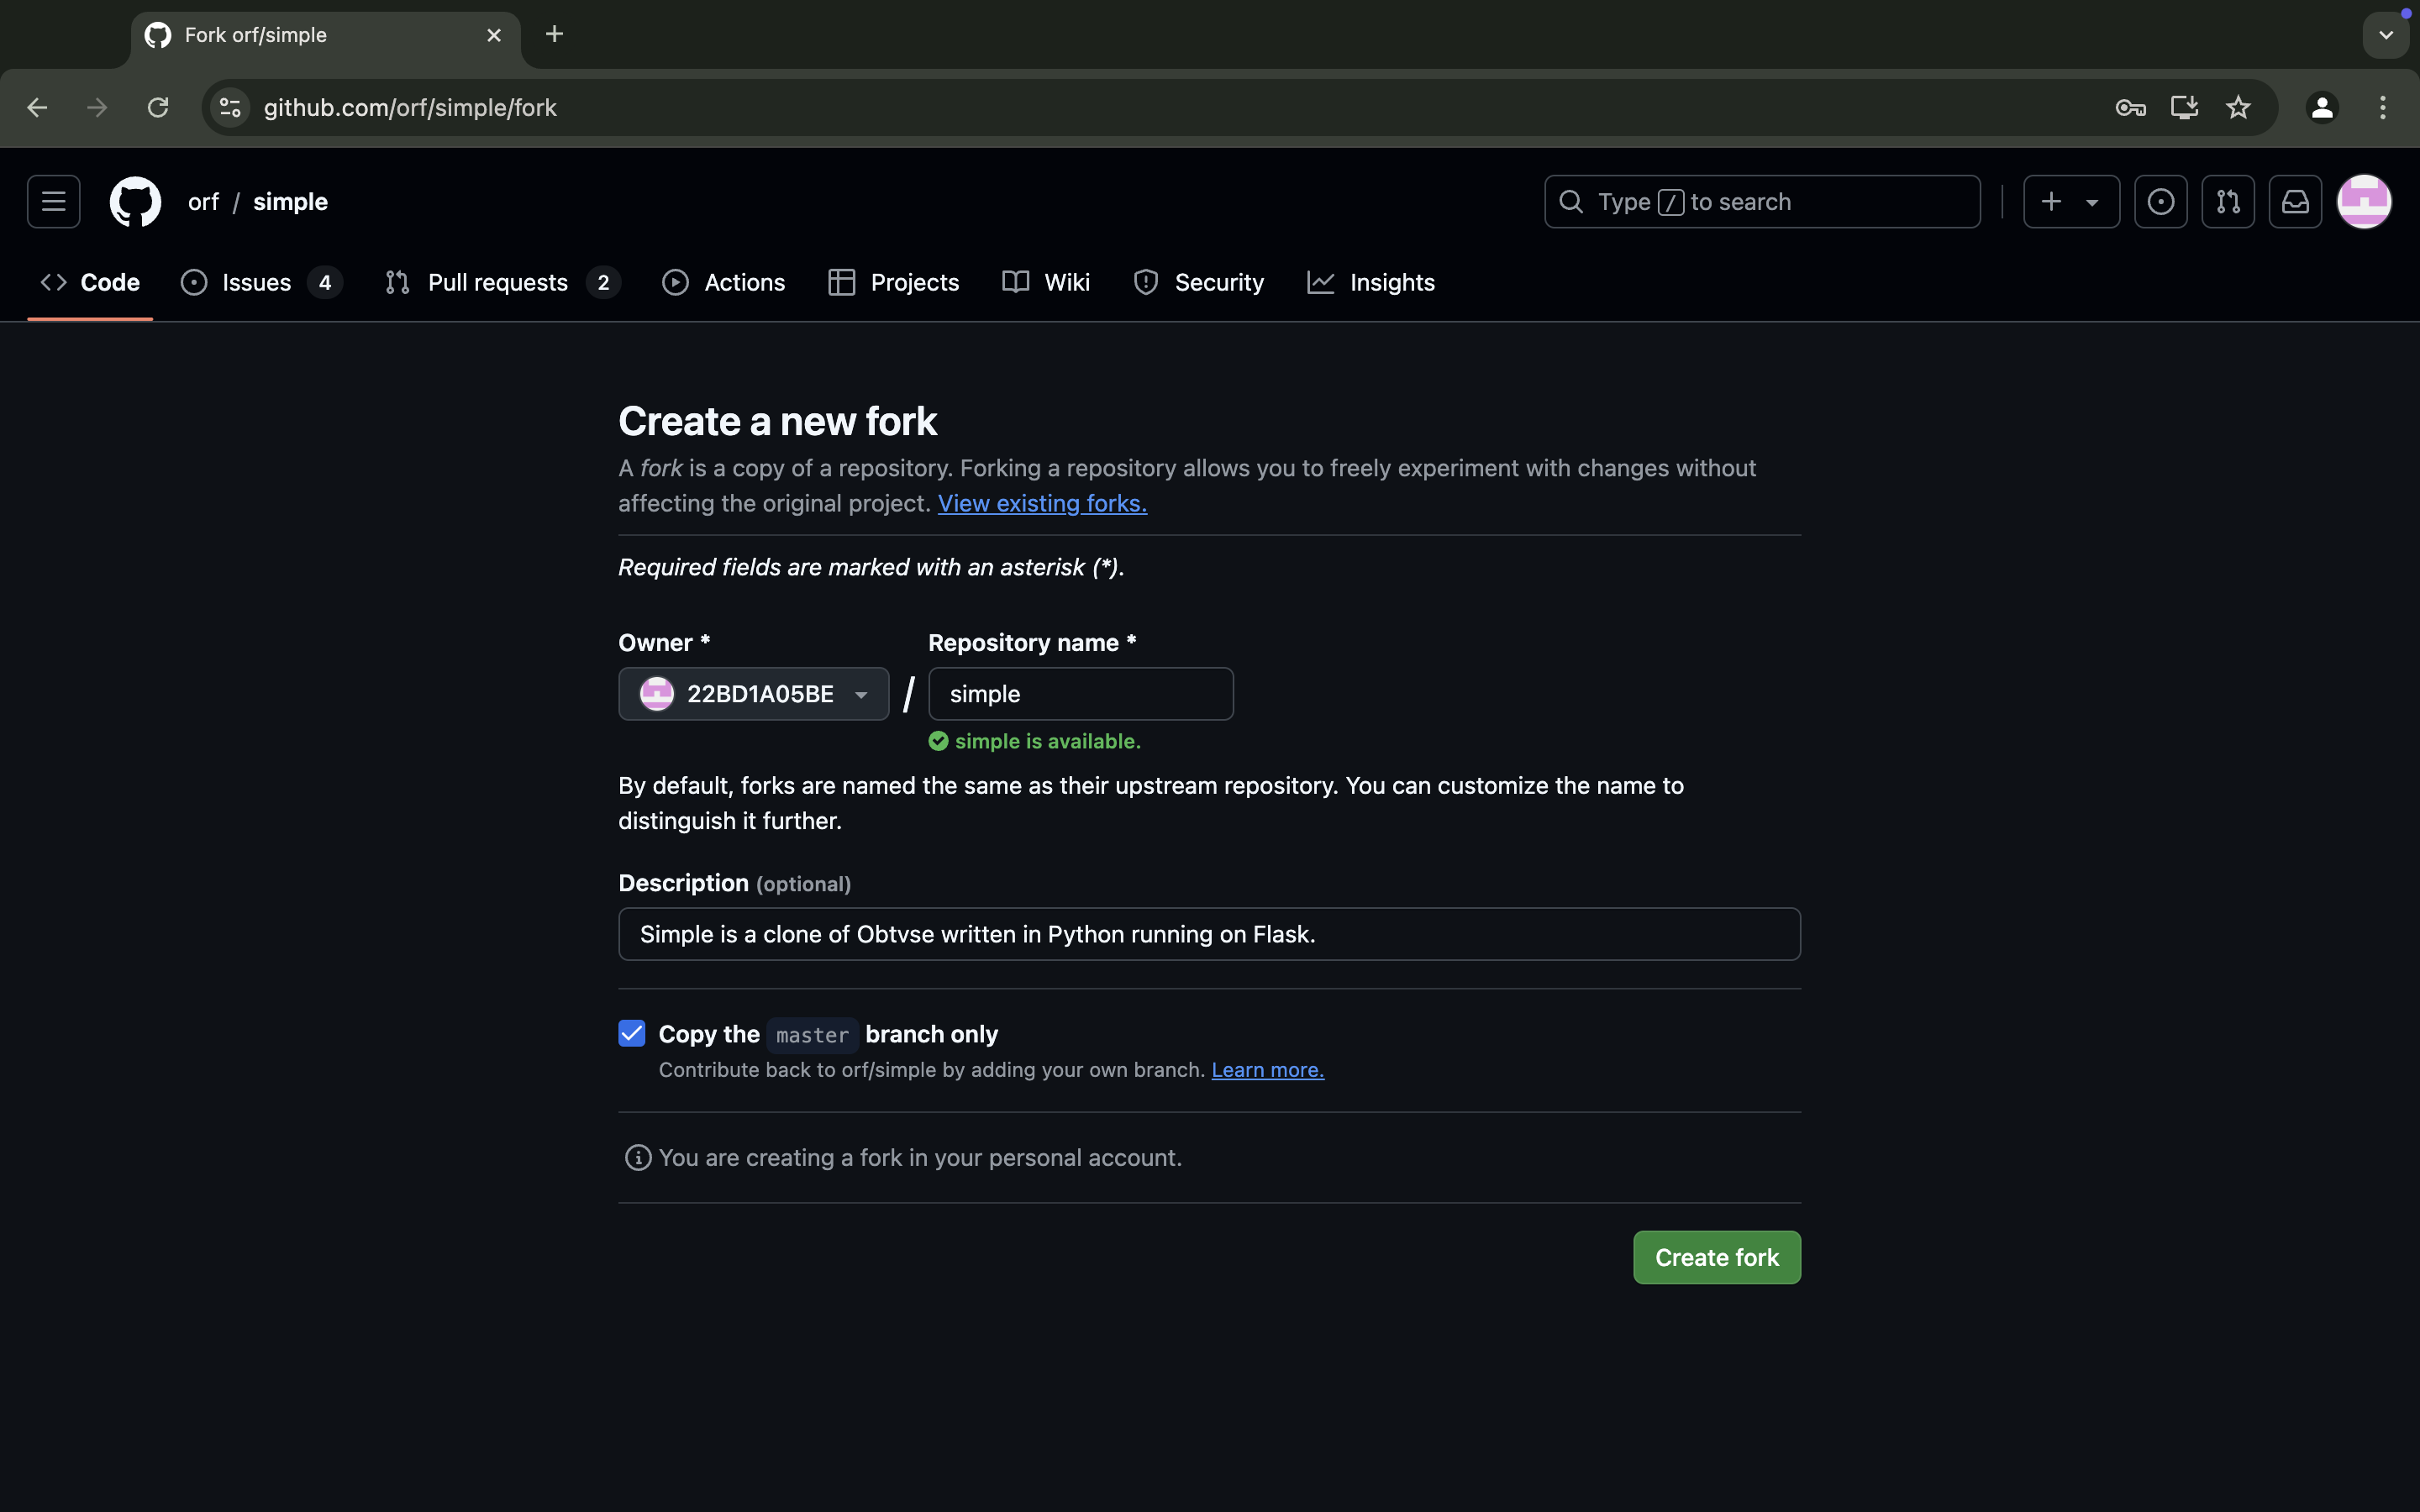 Fork orf/simple
github.com/orf/simple/fork
orf / simple
Type / to search
Code Issues 4 Pull requests 2 Actions Projects Wiki Security Insights
Create a new fork
A fork is a copy of a repository. Forking a repository allows you to freely experiment with changes without
affecting the original project. View existing forks.
Required fields are marked with an asterisk (*).
Owner * Repository name *
22BD1A05BE / simple
simple is available.
By default, forks are named the same as their upstream repository. You can customize the name to
distinguish it further.
Description (optional)
Simple is a clone of Obtvse written in Python running on Flask.
Copy the master branch only
Contribute back to orf/simple by adding your own branch. Learn more.
You are creating a fork in your personal account.
Create fork